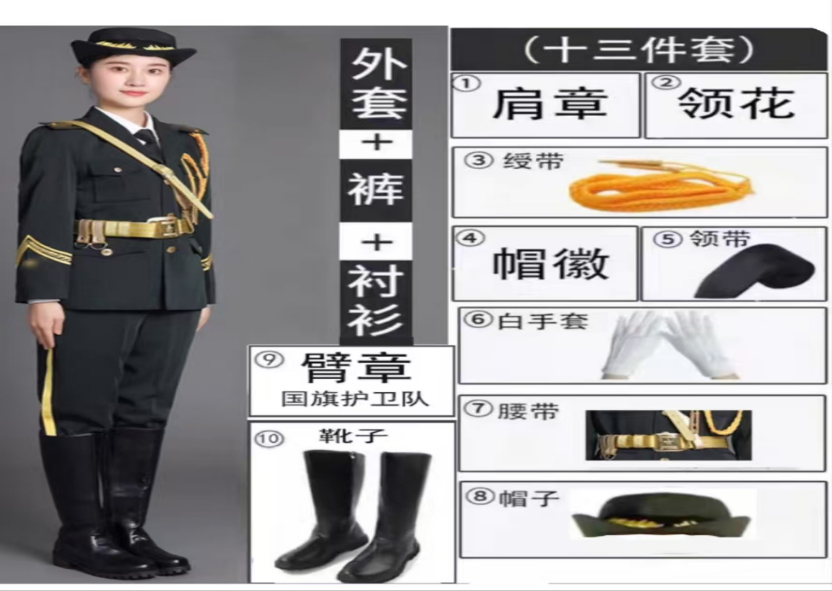 外套
+
裤
+
衬衫
(十三件套)
① 肩章
② 领花
③ 绶带
④ 帽徽
⑤ 领带
⑥ 白手套
⑦ 腰带
⑧ 帽子
⑨ 臂章
国旗护卫队
⑩ 靴子